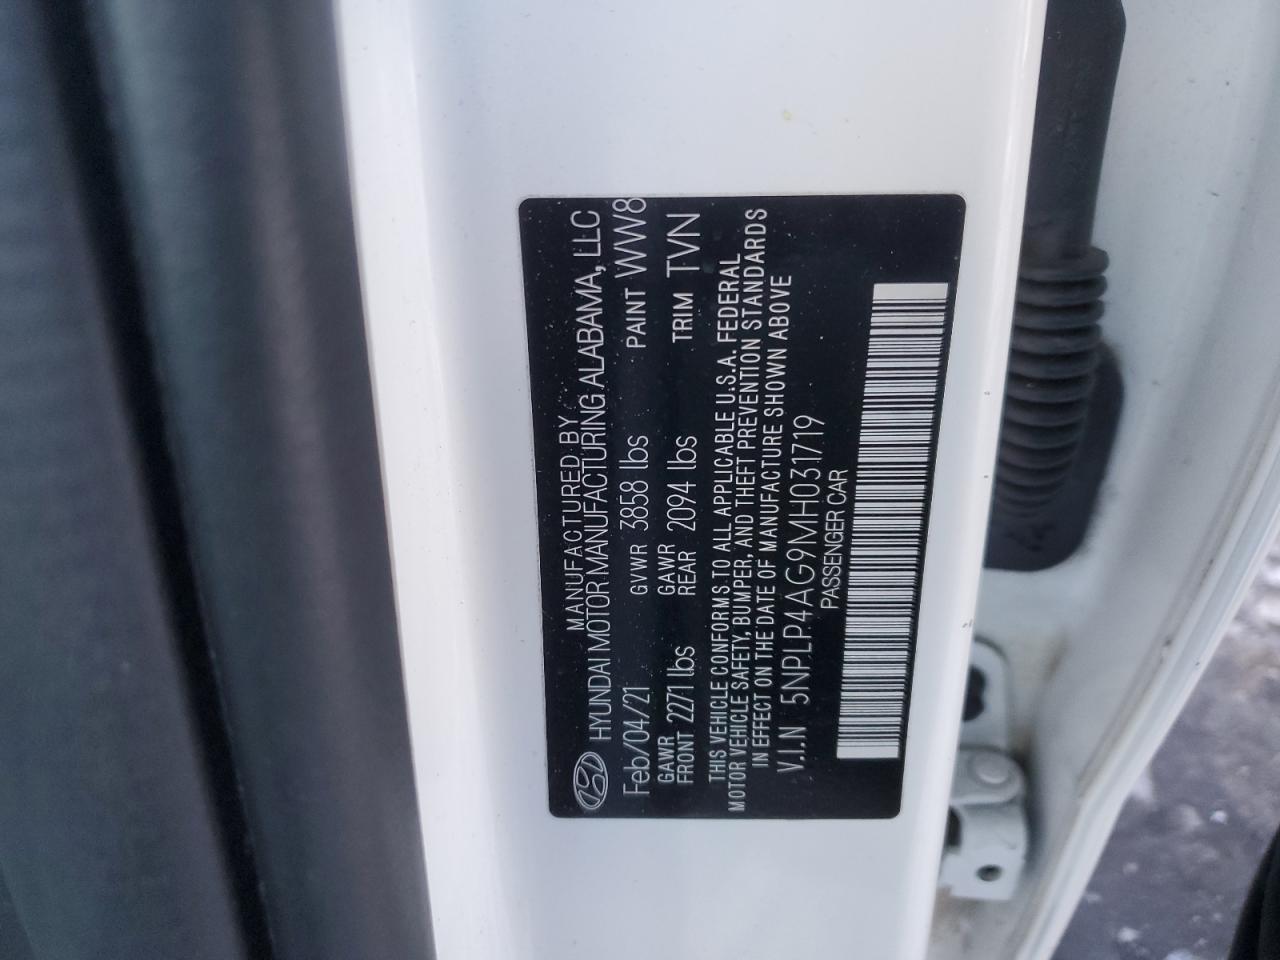 MANUFACTURED BY
HYUNDAI MOTOR MANUFACTURING ALABAMA, LLC
Feb/04/21 GVWR 3858 lbs PAINT WW8
GAWR FRONT 2271 lbs GAWR REAR 2094 lbs TRIM TVN
THIS VEHICLE CONFORMS TO ALL APPLICABLE U.S.A. FEDERAL
MOTOR VEHICLE SAFETY, BUMPER, AND THEFT PREVENTION STANDARDS
IN EFFECT ON THE DATE OF MANUFACTURE SHOWN ABOVE
V.I.N 5NPLP4AG9MH031719
PASSENGER CAR